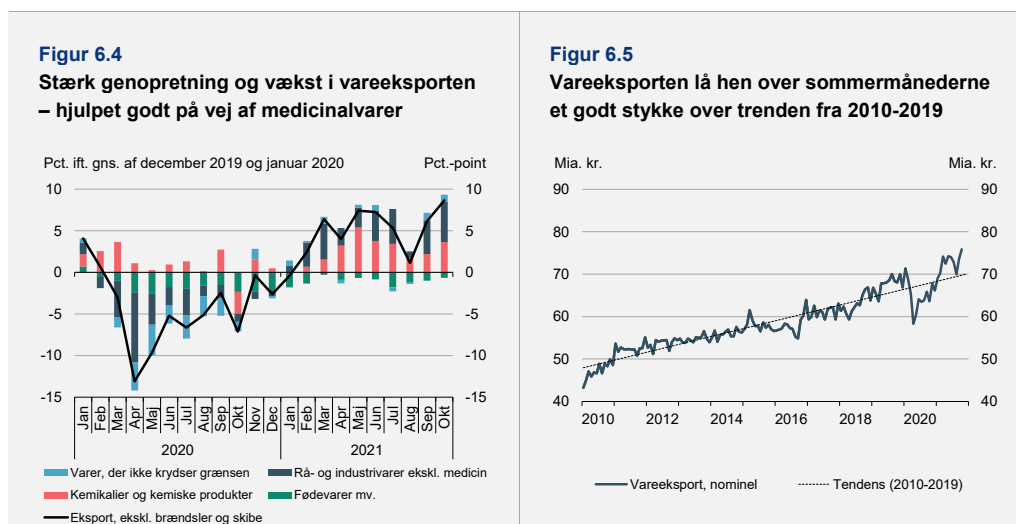 Figur 6.4
Stærk genopretning og vækst i vareeksporten
– hjulpet godt på vej af medicinalvarer
Pct. ift. gns. af december 2019 og januar 2020 Pct.-point
10 10
5 5
0 0
-5 -5
-10 -10
-15 -15
Jan Feb Mar Apr Maj Jun Jul Aug Sep Okt Nov Dec Jan Feb Mar Apr Maj Jun Jul Aug Sep Okt
2020 2021
Varer, der ikke krydser grænsen Rå- og industrivarer ekskl. medicin
Kemikalier og kemiske produkter Fødevarer mv.
Eksport, ekskl. brændsler og skibe
Figur 6.5
Vareeksporten lå hen over sommermånederne
et godt stykke over trenden fra 2010-2019
Mia. kr. Mia. kr.
90 90
80 80
70 70
60 60
50 50
40 40
2010 2012 2014 2016 2018 2020
Vareeksport, nominel Tendens (2010-2019)